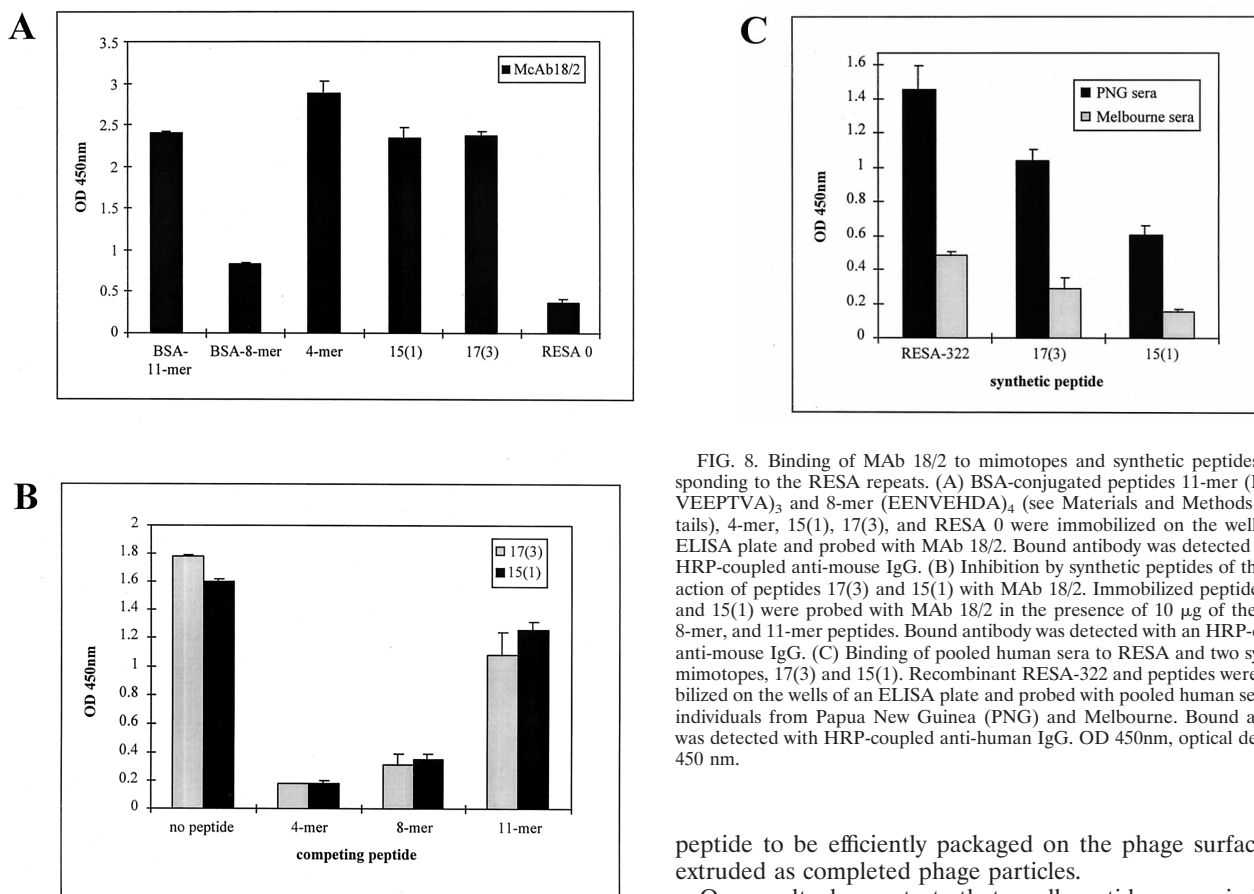 A
3.5
3
2.5
2
1.5
1
0.5
0
OD 450nm
McAb18/2
BSA-
11-mer
BSA-8-mer
4-mer
15(1)
17(3)
RESA 0
B
2
1.8
1.6
1.4
1.2
1
0.8
0.6
0.4
0.2
0
OD 450nm
17(3)
15(1)
no peptide
4-mer
8-mer
11-mer
competing peptide
C
1.6
1.4
1.2
1
0.8
0.6
0.4
0.2
0
OD 450nm
PNG sera
Melbourne sera
RESA-322
17(3)
15(1)
synthetic peptide
FIG. 8. Binding of MAb 18/2 to mimotopes and synthetic peptides
sponding to the RESA repeats. (A) BSA-conjugated peptides 11-mer (
VEEPTVA)3 and 8-mer (EENVEHDA)4 (see Materials and Methods
tails), 4-mer, 15(1), 17(3), and RESA 0 were immobilized on the well
ELISA plate and probed with MAb 18/2. Bound antibody was detected
HRP-coupled anti-mouse IgG. (B) Inhibition by synthetic peptides of th
action of peptides 17(3) and 15(1) with MAb 18/2. Immobilized peptide
and 15(1) were probed with MAb 18/2 in the presence of 10 μg of the
8-mer, and 11-mer peptides. Bound antibody was detected with an HRP-
anti-mouse IgG. (C) Binding of pooled human sera to RESA and two sy
mimotopes, 17(3) and 15(1). Recombinant RESA-322 and peptides were
bilized on the wells of an ELISA plate and probed with pooled human se
individuals from Papua New Guinea (PNG) and Melbourne. Bound a
was detected with HRP-coupled anti-human IgG. OD 450nm, optical de
450 nm.
peptide to be efficiently packaged on the phage surfac
extruded as completed phage particles.